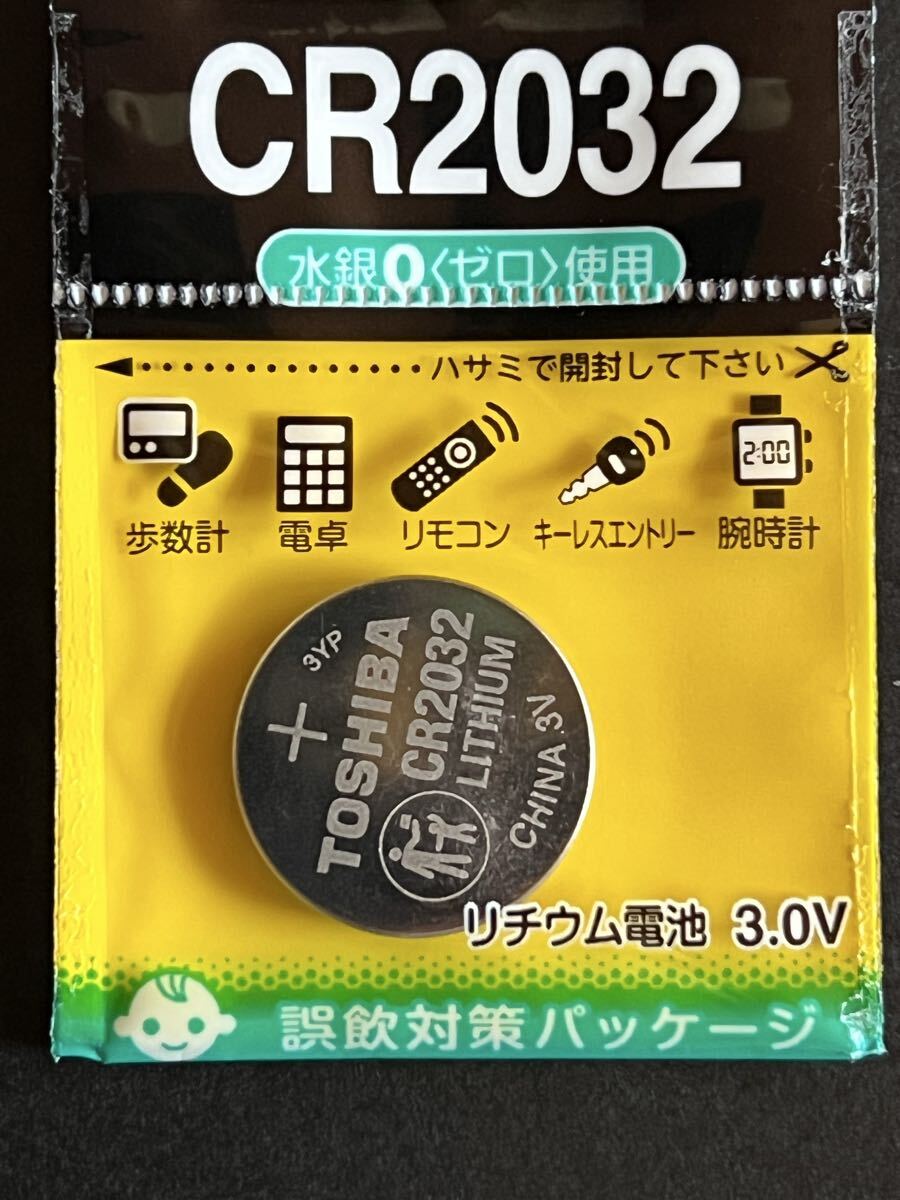 CR2032
水銀0〈ゼロ〉使用
ハサミで開封して下さい
2:00
歩数計 電卓 リモコン キーレスエントリー 腕時計
+
3YP
TOSHIBA
CR2032
LITHIUM
CHINA 3V
リチウム電池 3.0V
誤飲対策パッケージ